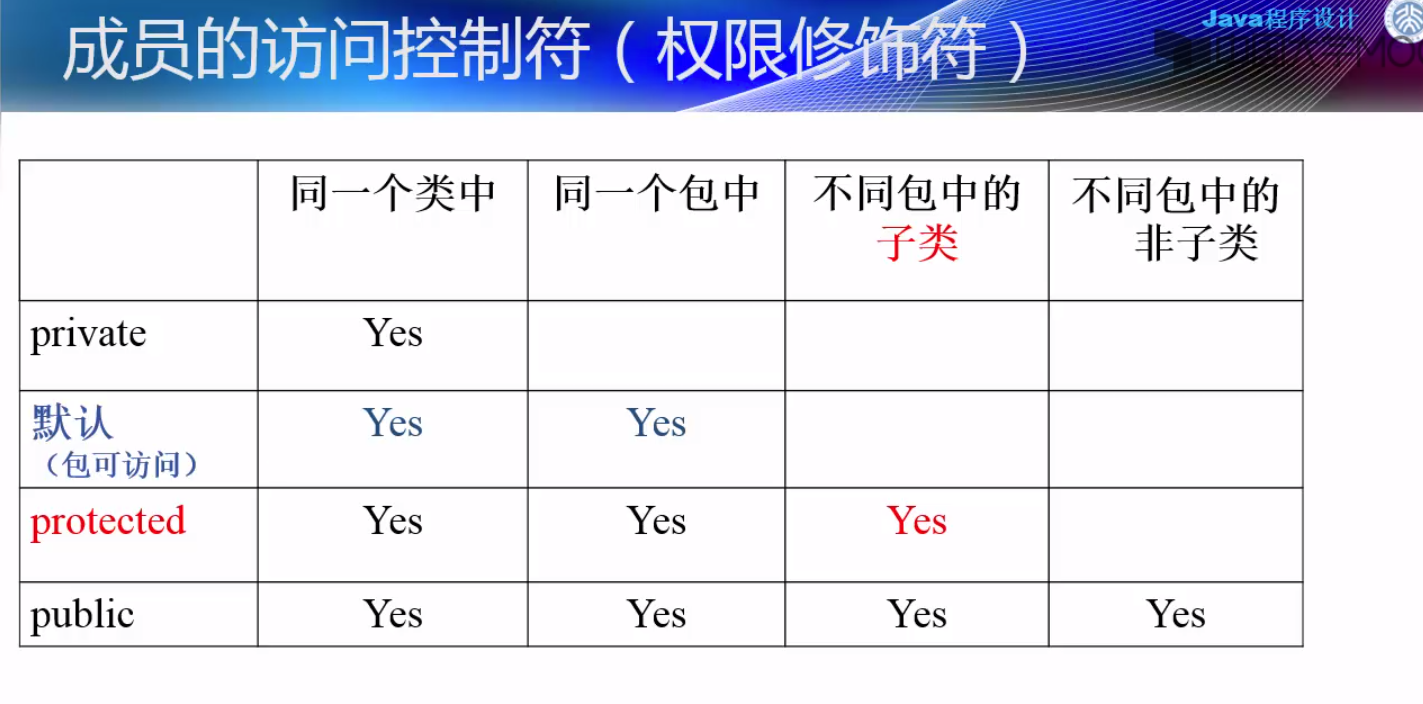 成员的访问控制符（权限修饰符）
Java程序设计
同一个类中 同一个包中 不同包中的 不同包中的
子类 非子类
private Yes
默认 Yes Yes
（包可访问）
protected Yes Yes Yes
public Yes Yes Yes Yes